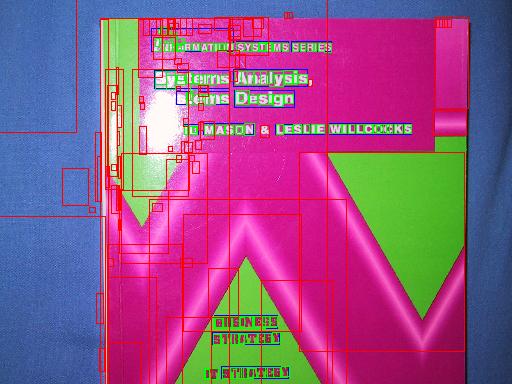 INFORMATION SYSTEMS SERIES
Systems Analysis,
Systems Design
MASON & LESLIE WILLCOCKS
BUSINESS
STRATEGY
IT STRATEGY